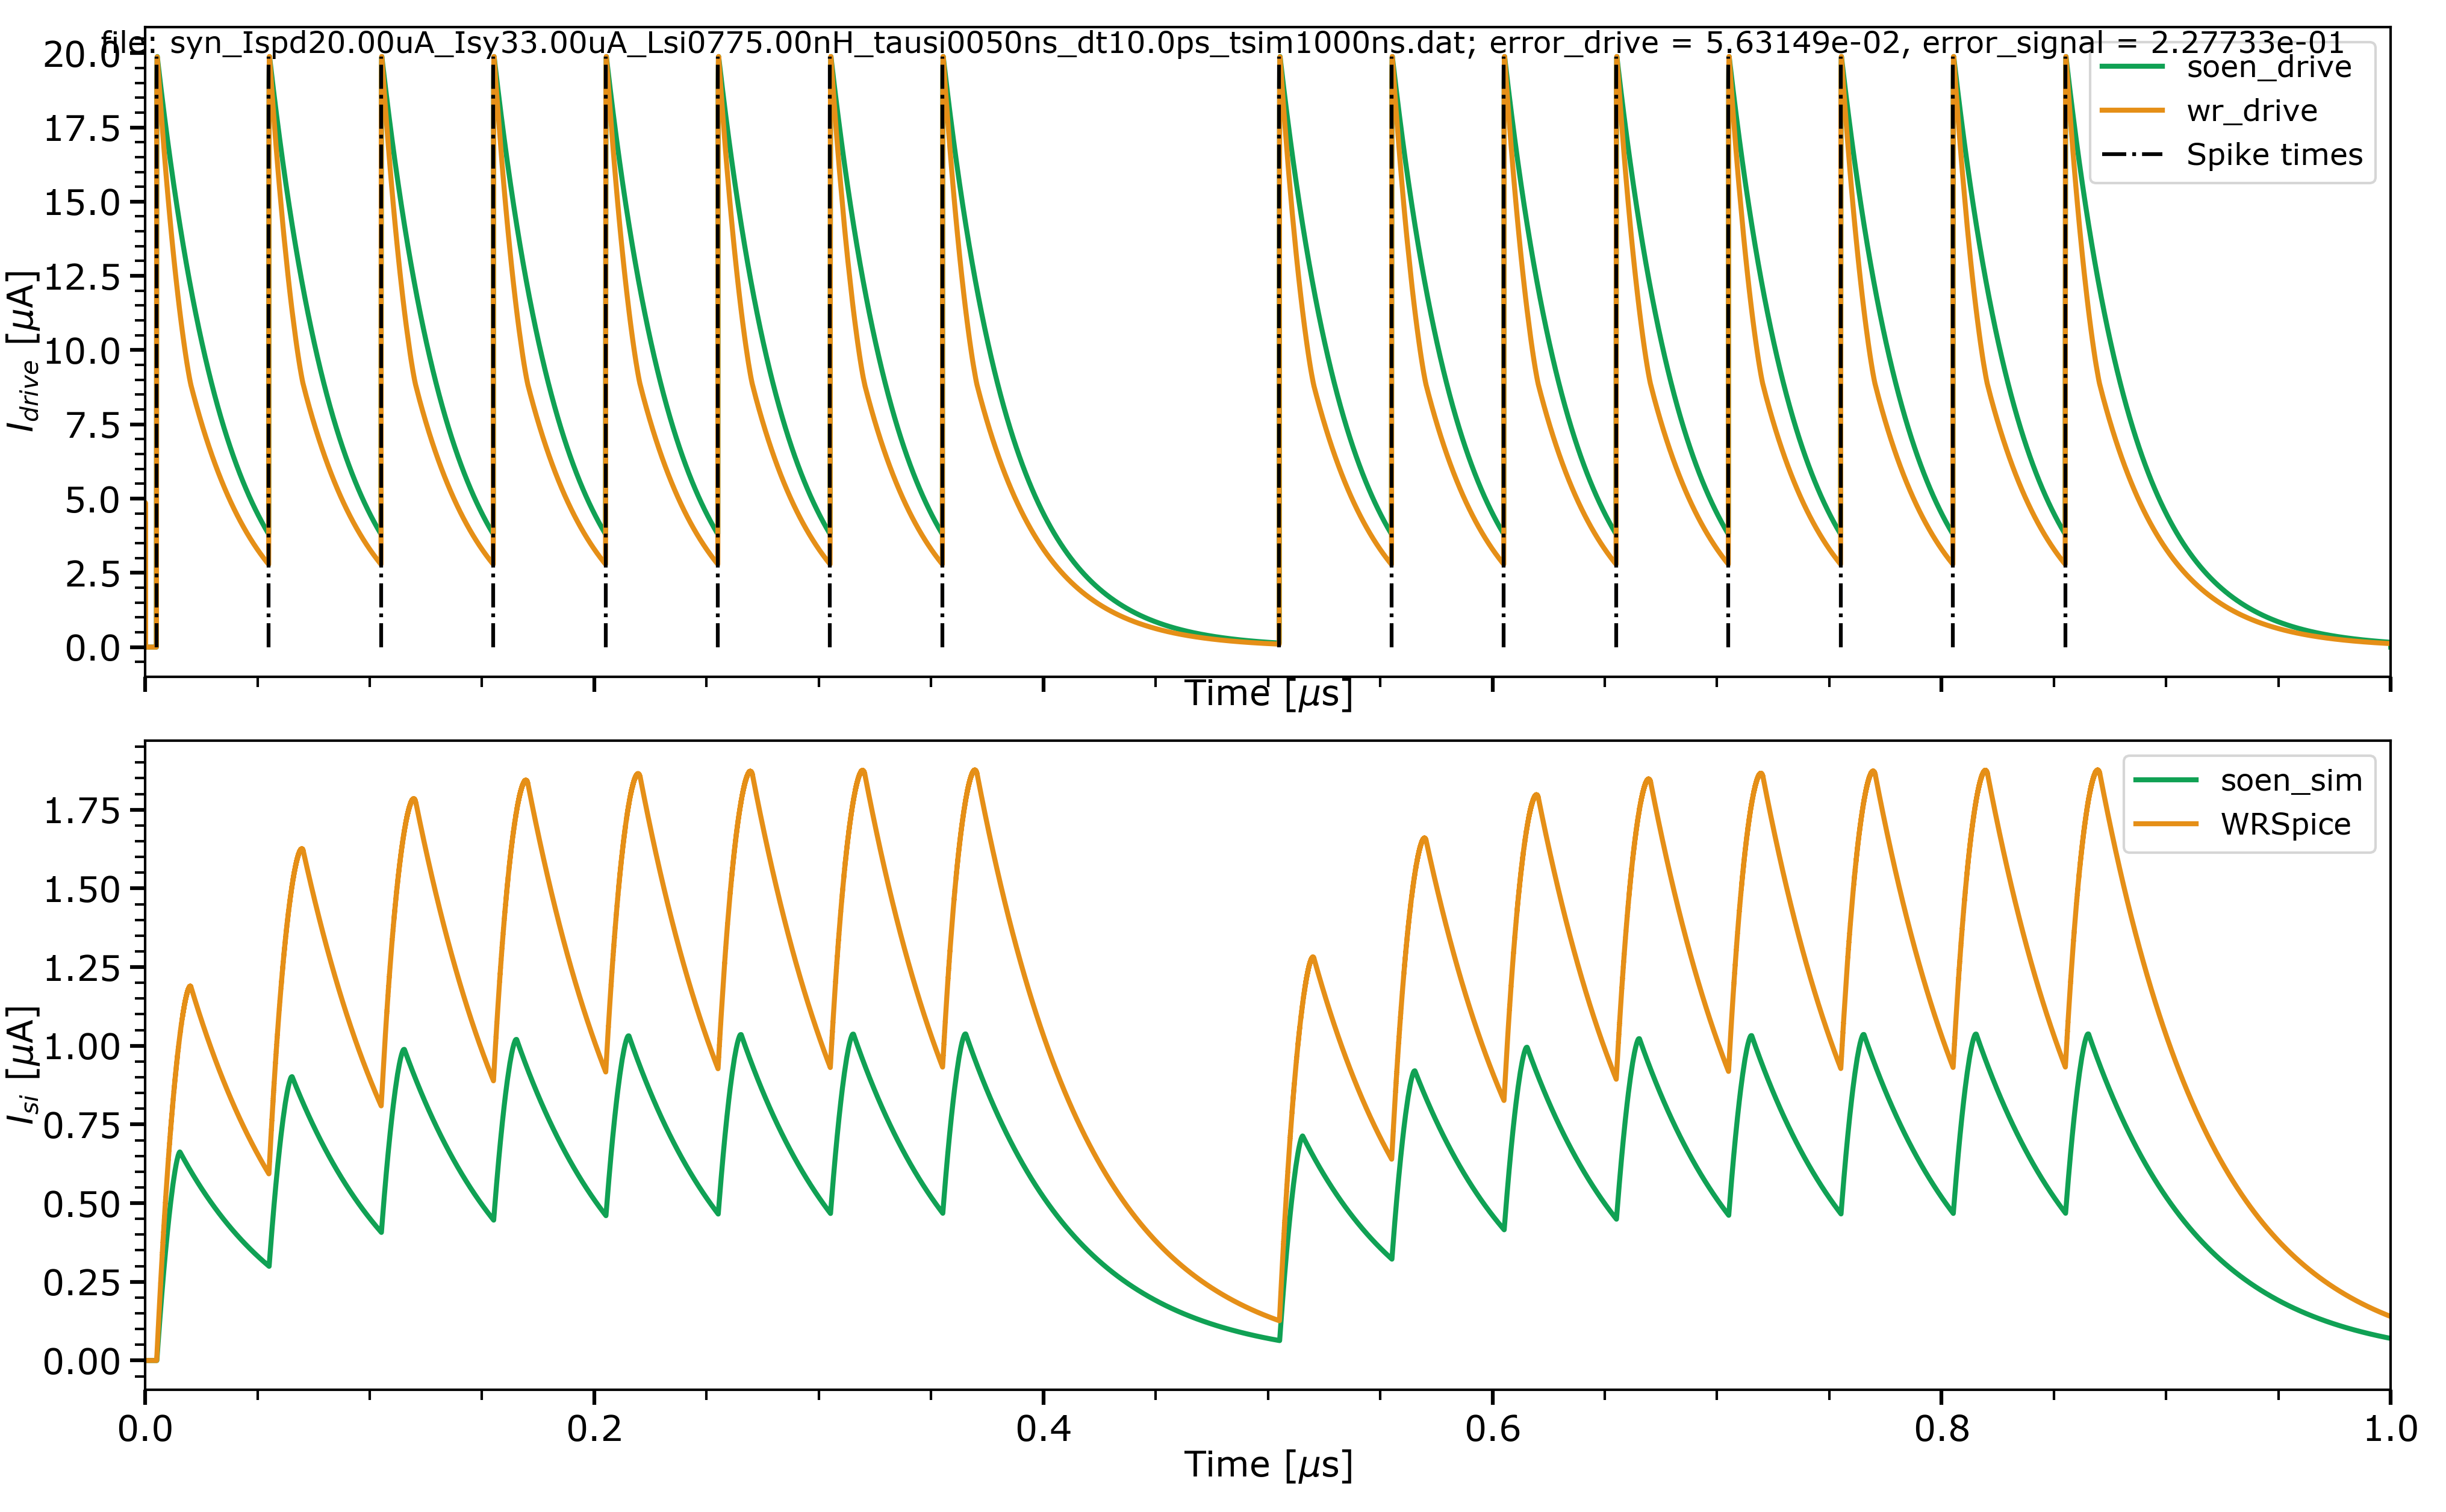 file: syn_Ispd20.00uA_Isy33.00uA_Lsi0775.00nH_tausi0050ns_dt10.0ps_tsim1000ns.dat; error_drive = 5.63149e-02, error_signal = 2.27733e-01
20.0
17.5
15.0
12.5
10.0
7.5
5.0
2.5
0.0
I_drive [μA]
soen_drive
wr_drive
Spike times
Time [μs]
1.75
1.50
1.25
1.00
0.75
0.50
0.25
0.00
I_si [μA]
soen_sim
WRSpice
0.0 0.2 0.4 0.6 0.8 1.0
Time [μs]